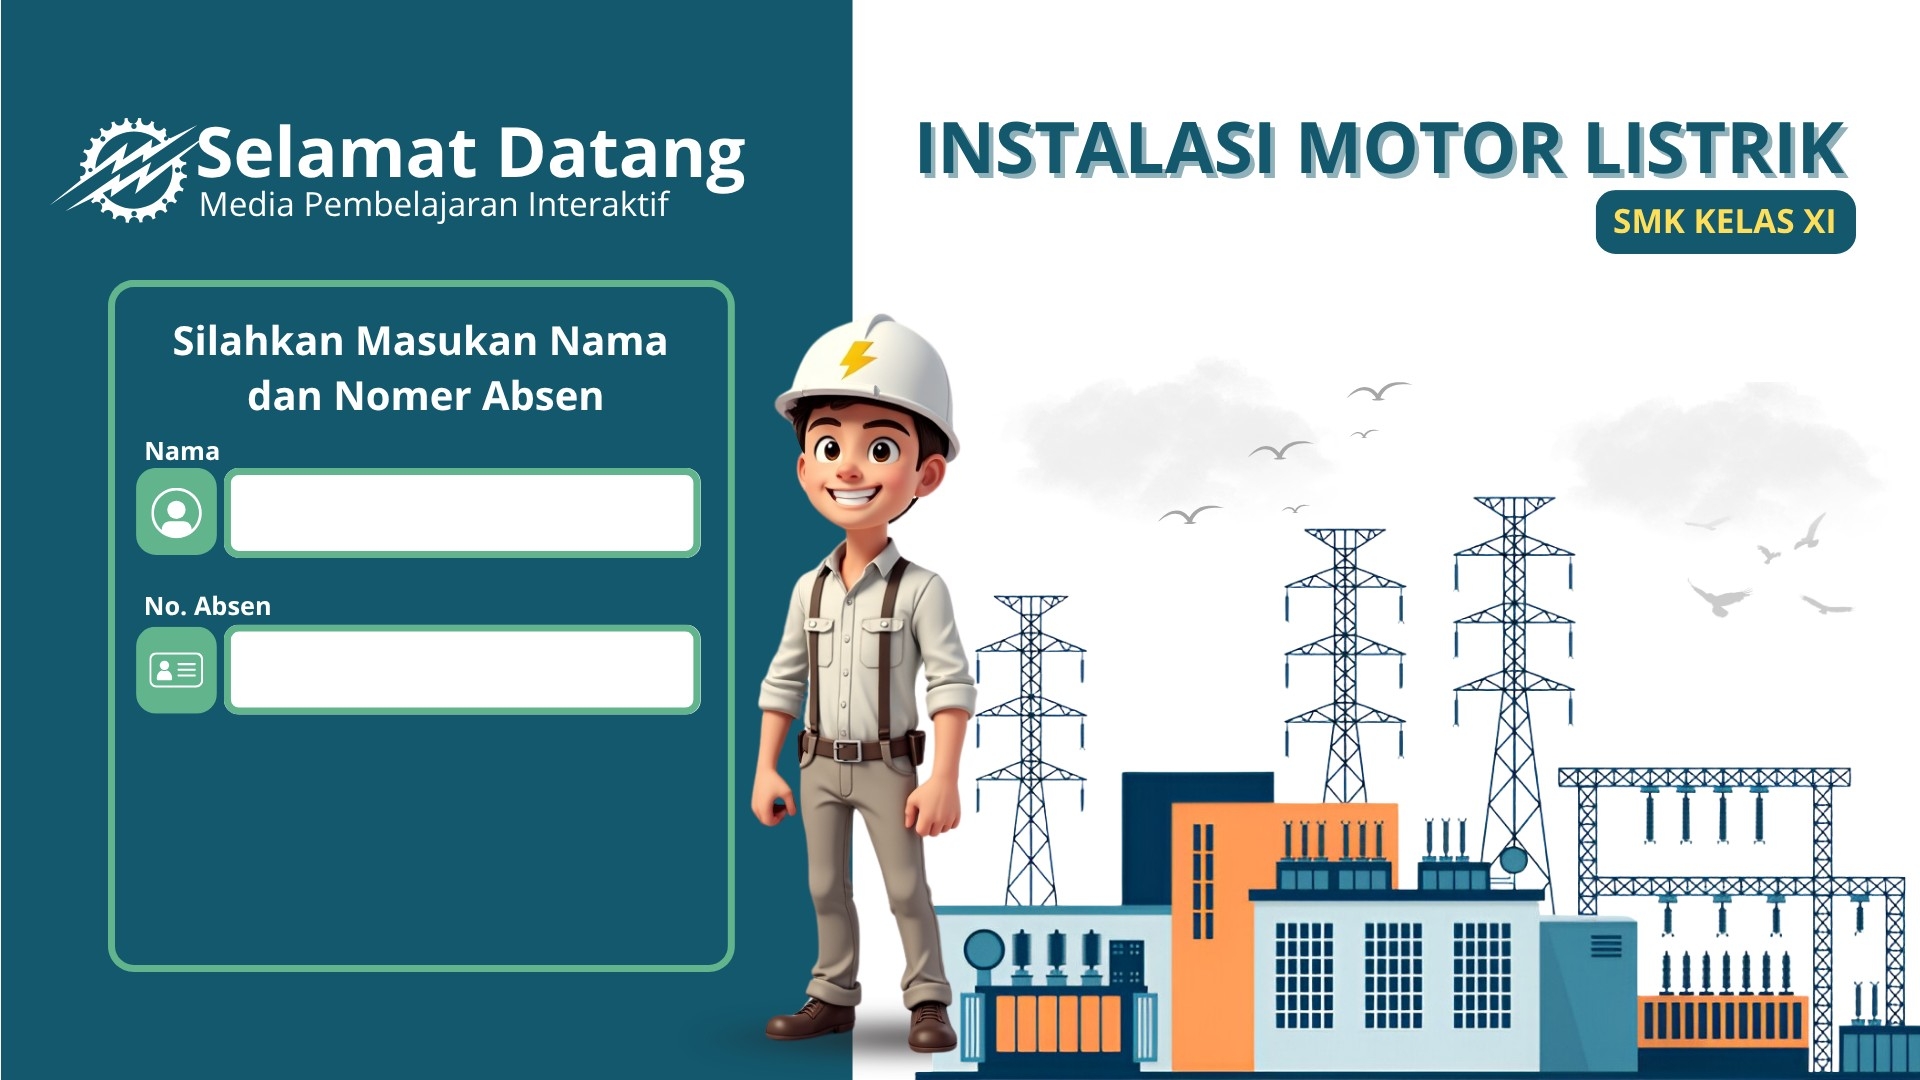 Selamat Datang
Media Pembelajaran Interaktif
INSTALASI MOTOR LISTRIK
SMK KELAS XI
Silahkan Masukan Nama
dan Nomer Absen
Nama
No. Absen